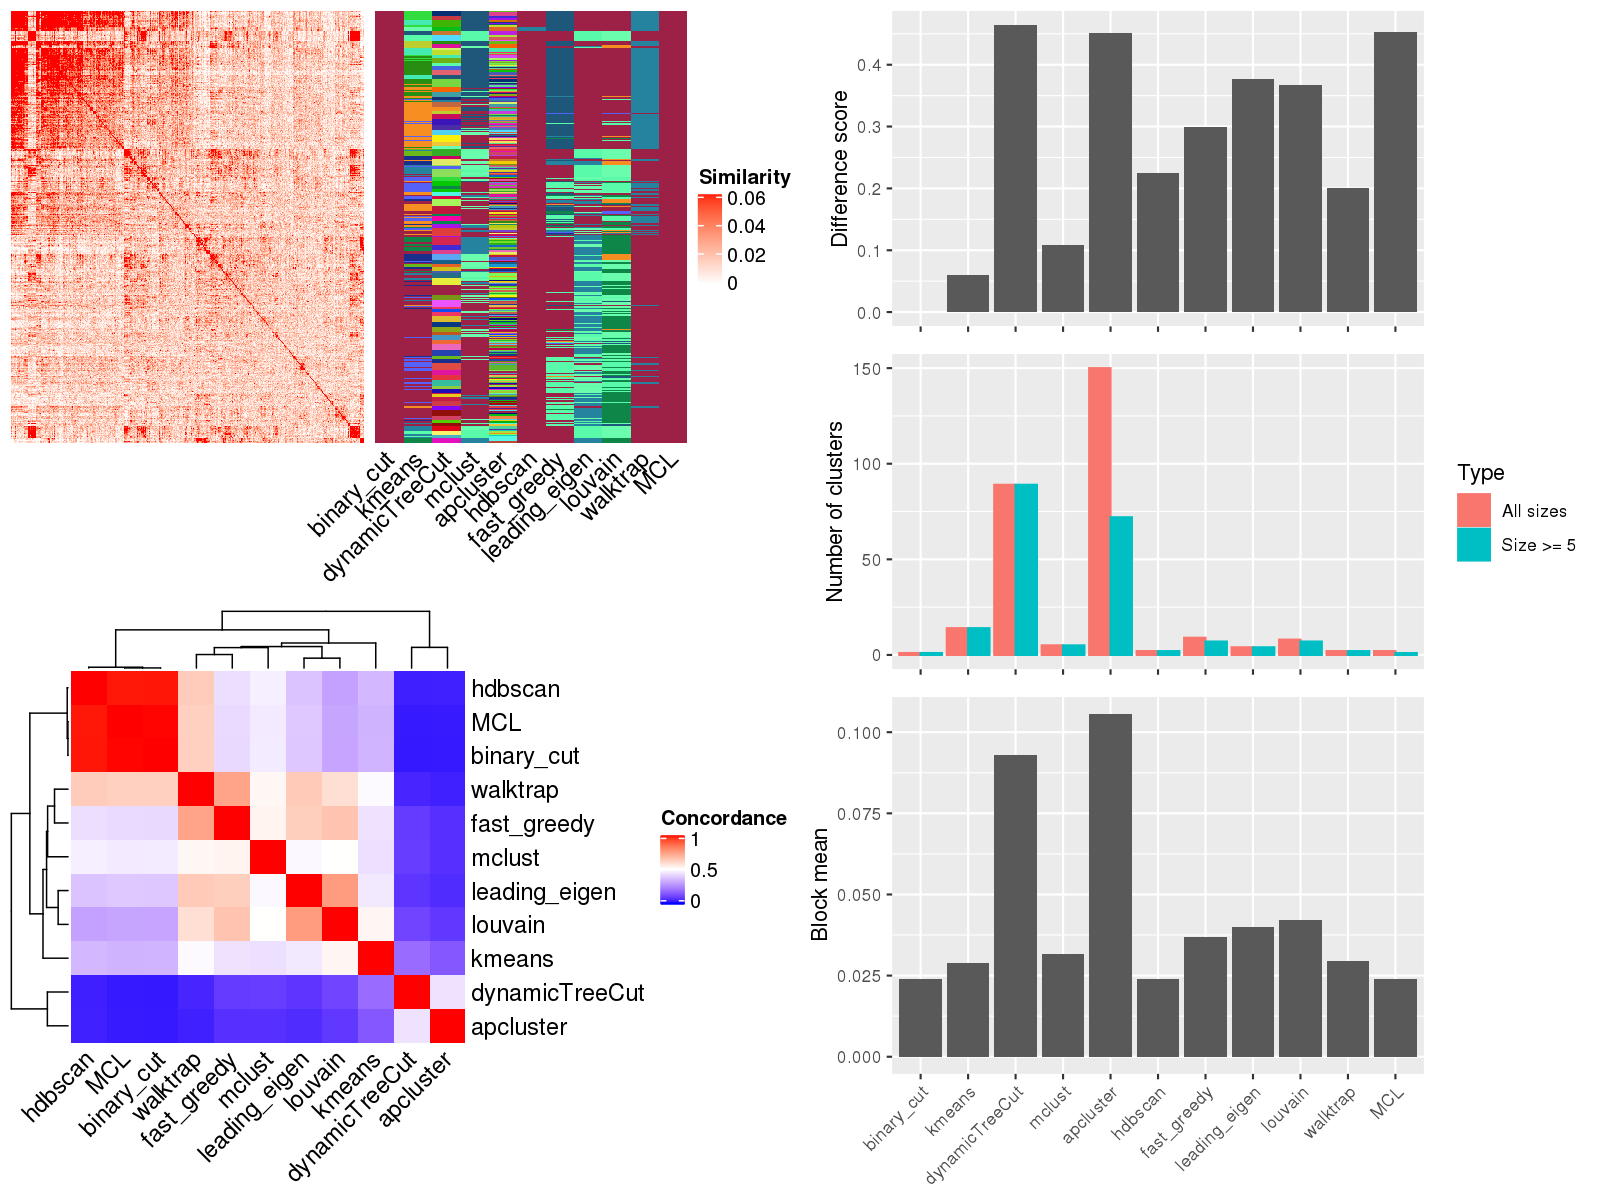 Similarity
0.06
0.04
0.02
0
binary_cut
kmeans
dynamicTreeCut
mclust
apcluster
hdbscan
fast_greedy
leading_eigen
louvain
walktrap
MCL
hdbscan
MCL
binary_cut
walktrap
fast_greedy
mclust
leading_eigen
louvain
kmeans
dynamicTreeCut
apcluster
hdbscan
MCL
binary_cut
walktrap
fast_greedy
mclust
leading_eigen
louvain
kmeans
dynamicTreeCut
apcluster
Concordance
1
0.5
0
Difference score
0.4
0.3
0.2
0.1
0.0
Number of clusters
150
100
50
0
Type
All sizes
Size >= 5
Block mean
0.100
0.075
0.050
0.025
0.000
binary_cut
kmeans
dynamicTreeCut
mclust
apcluster
hdbscan
fast_greedy
leading_eigen
louvain
walktrap
MCL